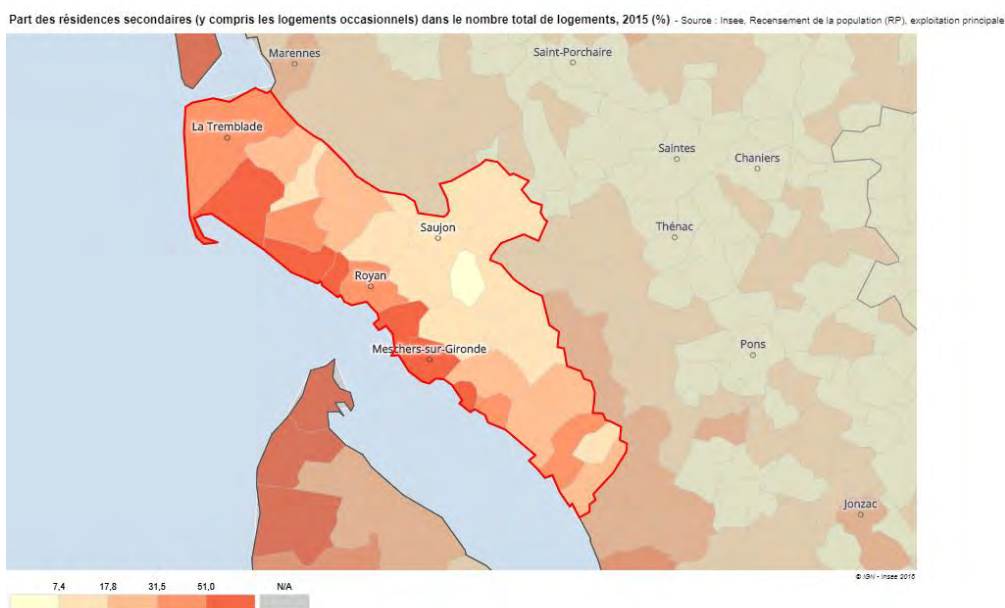 Part des résidences secondaires (y compris les logements occasionnels) dans le nombre total de logements, 2015 (%) - Source : Insee, Recensement de la population (RP), exploitation principale
Marennes
Saint-Porchaire
La Tremblade
Saintes
Chaniers
Saujon
Thénac
Royan
Pons
Meschers-sur-Gironde
Jonzac
© IGN - Insee 2016
7,4 17,8 31,5 51,0 N/A